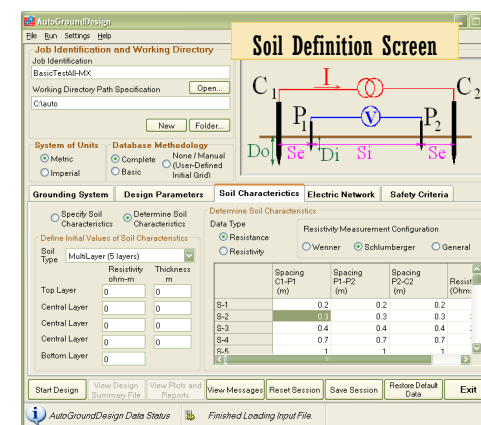 AutoGroundDesign
File Run Settings Help
Soil Definition Screen
Job Identification and Working Directory
Job Identification
BasicTestAll-MX
Working Directory Path Specification
Open...
C:\auto
New
Folder...
System of Units
Metric
Imperial
Database Methodology
Complete
Basic
None / Manual
(User-Defined
Initial Grid)
C1
I
C2
P1
V
P2
Do
Se
Di
Si
Se
Grounding System
Design Parameters
Soil Characterictics
Electric Network
Safety Criteria
Specify Soil
Characteristics
Determine Soil
Characteristics
Define Initial Values of Soil Characteristics
Soil
Type
MultiLayer (5 layers)
Resistivity
ohm-m
Thickness
m
Top Layer 0 0
Central Layer 0 0
Central Layer 0 0
Central Layer 0 0
Bottom Layer 0
Determine Soil Characteristics
Data Type
Resistance
Resistivity
Resistivity Measurement Configuration
Wenner
Schlumberger
General
Spacing
C1-P1
(m)
Spacing
P1-P2
(m)
Spacing
P2-C2
(m)
S-1 0.2 0.2 0.2
S-2 0.3 0.3 0.3
S-3 0.4 0.4 0.4
S-4 0.7 0.7 0.7
S-5 1 1 1
Start Design
View Design
Summary File
View Plots and
Reports
View Messages
Reset Session
Save Session
Restore Default
Data
Exit
AutoGroundDesign Data Status
Finished Loading Input File.